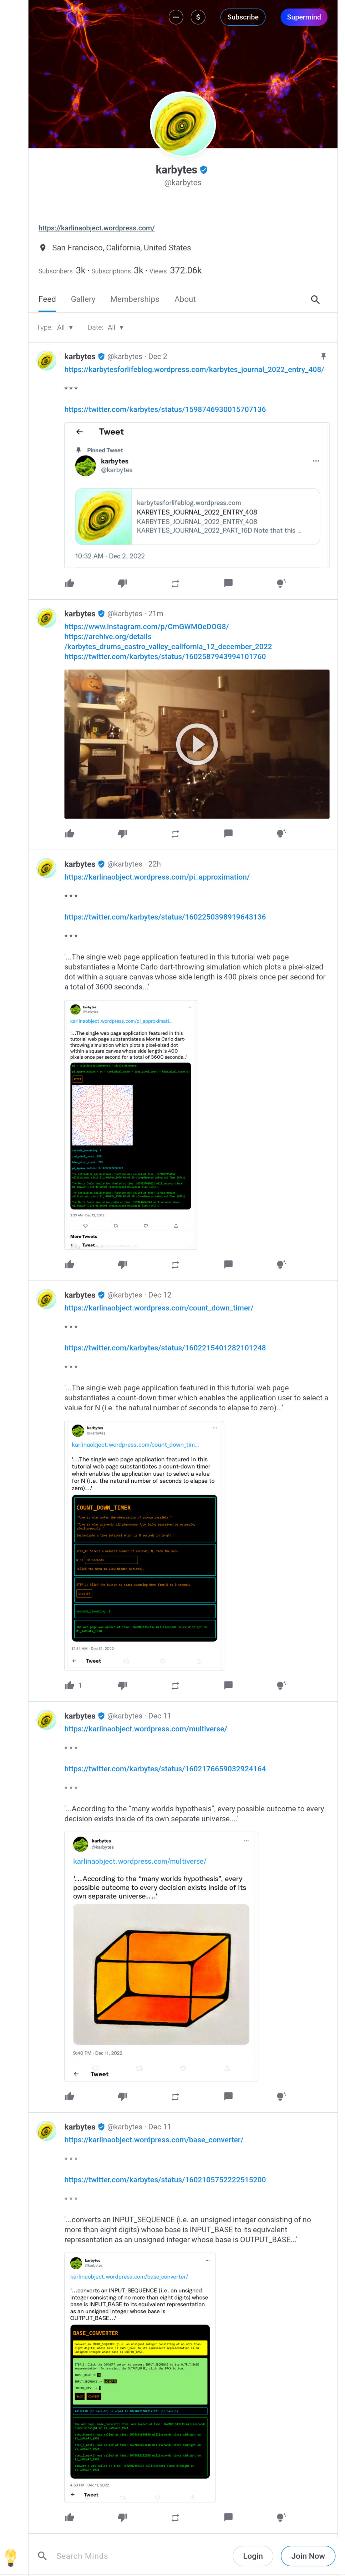 Subscribe
Supermind
karbytes
@karbytes
https://karlinaobject.wordpress.com/
San Francisco, California, United States
Subscribers 3k · Subscriptions 3k · Views 372.06k
Feed Gallery Memberships About
Type: All ▼ Date: All ▼
karbytes @karbytes · Dec 2
https://karbytesforlifeblog.wordpress.com/karbytes_journal_2022_entry_408/
* * *
https://twitter.com/karbytes/status/1598746930015707136
← Tweet
Pinned Tweet
karbytes
@karbytes
karbytesforlifeblog.wordpress.com
KARBYTES_JOURNAL_2022_ENTRY_408
KARBYTES_JOURNAL_2022_ENTRY_408
KARBYTES_JOURNAL_2022_PART_16D Note that this ...
10:32 AM · Dec 2, 2022
karbytes @karbytes · 21m
https://www.instagram.com/p/CmGWMOeDOG8/
https://archive.org/details
/karbytes_drums_castro_valley_california_12_december_2022
https://twitter.com/karbytes/status/1602587943994101760
karbytes @karbytes · 22h
https://karlinaobject.wordpress.com/pi_approximation/
* * *
https://twitter.com/karbytes/status/1602250398919643136
* * *
'...The single web page application featured in this tutorial web page
substantiates a Monte Carlo dart-throwing simulation which plots a pixel-sized
dot within a square canvas whose side length is 400 pixels once per second for
a total of 3600 seconds...'
karbytes
@karbytes
karlinaobject.wordpress.com/pi_approximati...
'...The single web page application featured in this
tutorial web page substantiates a Monte Carlo dart-
throwing simulation which plots a pixel-sized dot
within a square canvas whose side length is 400
pixels once per second for a total of 3600 seconds...'
More Tweets
← Tweet
karbytes @karbytes · Dec 12
https://karlinaobject.wordpress.com/count_down_timer/
* * *
https://twitter.com/karbytes/status/1602215401282101248
* * *
'...The single web page application featured in this tutorial web page
substantiates a count-down timer which enables the application user to select a
value for N (i.e. the natural number of seconds to elapse to zero)...'
karbytes
@karbytes
karlinaobject.wordpress.com/count_down_tim...
'...The single web page application featured in this
tutorial web page substantiates a count-down timer
which enables the application user to select a value
for N (i.e. the natural number of seconds to elapse to
zero)...'
COUNT_DOWN_TIMER
12:14 AM · Dec 12, 2022
← Tweet
1
karbytes @karbytes · Dec 11
https://karlinaobject.wordpress.com/multiverse/
* * *
https://twitter.com/karbytes/status/1602176659032924164
* * *
'...According to the “many worlds hypothesis”, every possible outcome to every
decision exists inside of its own separate universe....'
karbytes
@karbytes
karlinaobject.wordpress.com/multiverse/
'...According to the “many worlds hypothesis”, every
possible outcome to every decision exists inside of its
own separate universe....'
9:40 PM · Dec 11, 2022
← Tweet
karbytes @karbytes · Dec 11
https://karlinaobject.wordpress.com/base_converter/
* * *
https://twitter.com/karbytes/status/1602105752222515200
* * *
'...converts an INPUT_SEQUENCE (i.e. an unsigned integer consisting of no
more than eight digits) whose base is INPUT_BASE to its equivalent
representation as an unsigned integer whose base is OUTPUT_BASE...'
karbytes
@karbytes
karlinaobject.wordpress.com/base_converter/
'...converts an INPUT_SEQUENCE (i.e. an unsigned
integer consisting of no more than eight digits) whose
base is INPUT_BASE to its equivalent representation
as an unsigned integer whose base is
OUTPUT_BASE...'
BASE_CONVERTER
4:59 PM · Dec 11, 2022
← Tweet
Search Minds
Login
Join Now